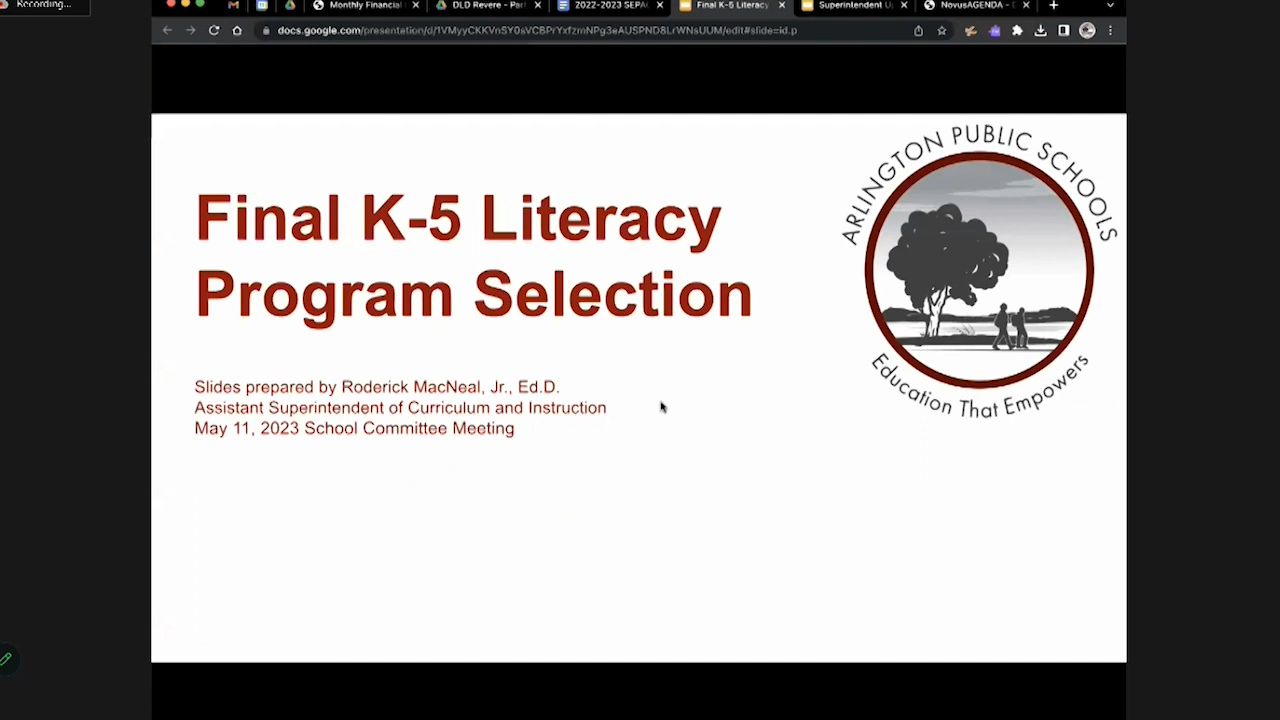 Recording...
Monthly Financial
DLD Revere - Par
2022-2023 SEPA
Final K-5 Literacy
Superintendent U
NovusAGENDA - 
docs.google.com/presentation/d/1VMyyCKKVnSY0sVCBPrYxfzmNPg3eAUSPND8LrWNsUUM/edit#slide=id.p
ARLINGTON PUBLIC SCHOOLS
Final K-5 Literacy
Program Selection
Slides prepared by Roderick MacNeal, Jr., Ed.D.
Assistant Superintendent of Curriculum and Instruction
May 11, 2023 School Committee Meeting
Education That Empowers